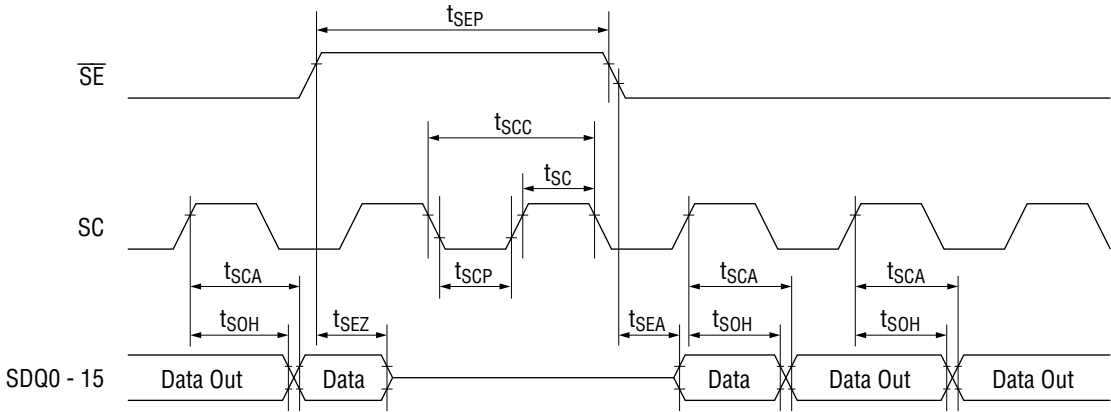 tSEP
SE
tSCC
tSC
SC
tSCP
tSCA tSCA tSCA
tSOH tSEZ tSEA tSOH tSOH
SDQ0 - 15 Data Out Data Data Data Out Data Out